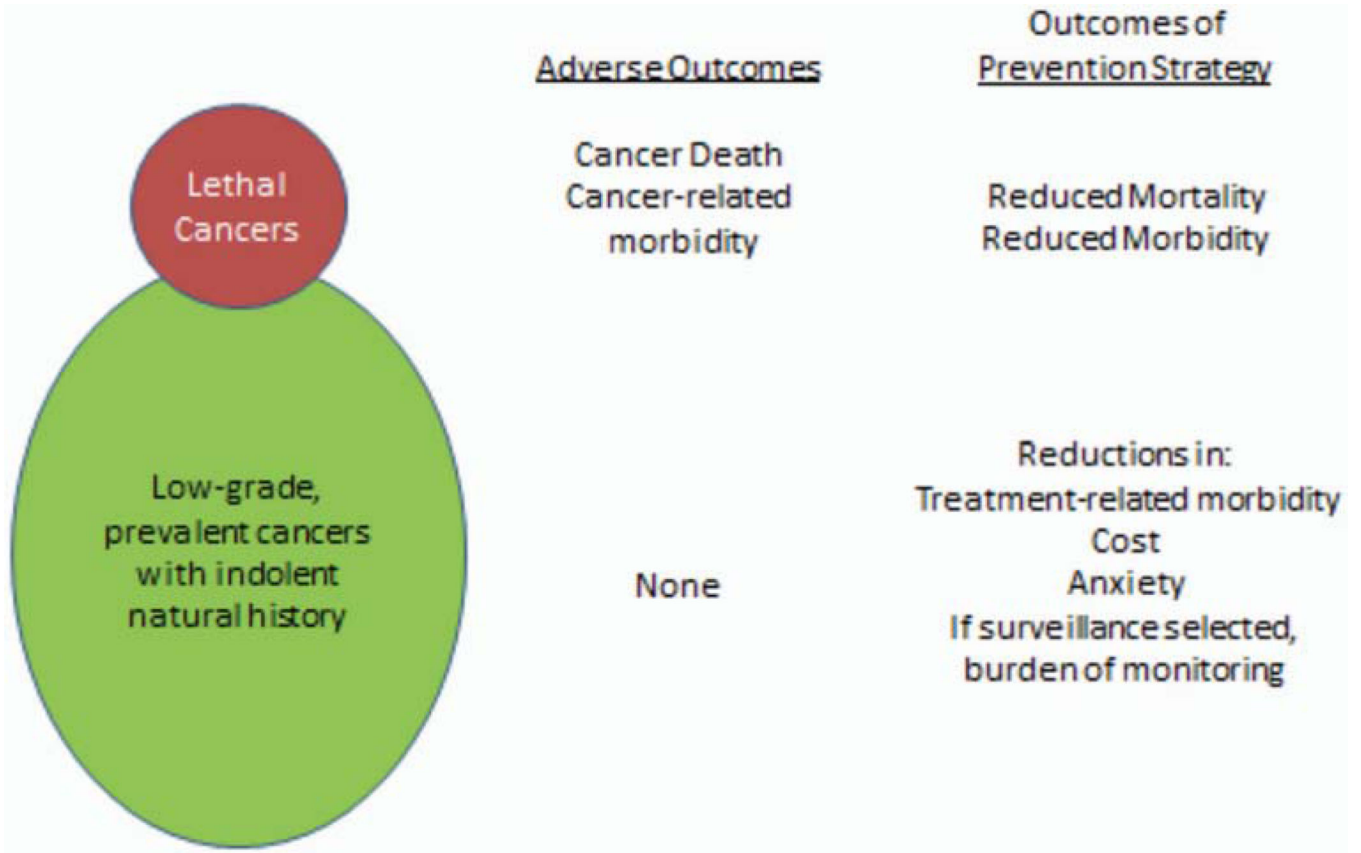 Adverse Outcomes
Outcomes of
Prevention Strategy
Lethal
Cancers
Cancer Death
Cancer-related
morbidity
Reduced Mortality
Reduced Morbidity
Low-grade,
prevalent cancers
with indolent
natural history
None
Reductions in:
Treatment-related morbidity
Cost
Anxiety
If surveillance selected,
burden of monitoring